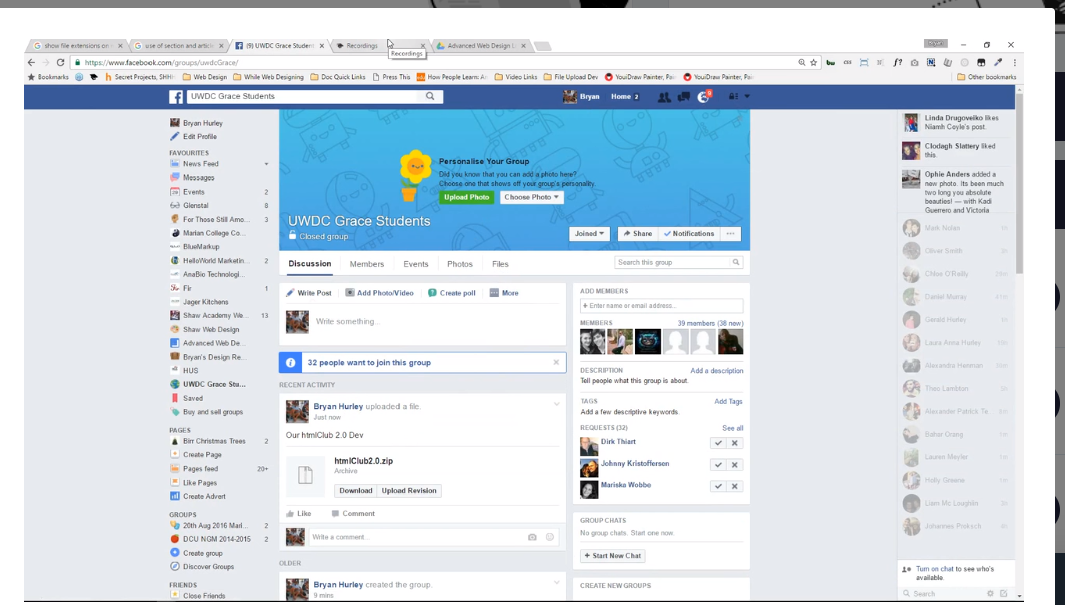 show file extensions on
use of section and article
(9) UWDC Grace Student
Recordings
Advanced Web Design L
Recordings
https://www.facebook.com/groups/uwdcGrace/
Bookmarks
Secret Projects, SHHH
Web Design
While Web Designing
Doc Quick Links
Press This
How People Learn: A
Video Links
File Upload Dev
YouiDraw Painter, Pai
YouiDraw Painter, Pai
Other bookmarks
UWDC Grace Students
Bryan Home 2
Bryan Hurley
Edit Profile
FAVOURITES
News Feed
Messages
Events 2
Glenstal 8
For Those Still Amo... 3
Marian College Co...
BlueMarkup
HelloWorld Marketin... 2
AnaBio Technologi...
Fir 1
Jager Kitchens
Shaw Academy We... 13
Shaw Web Design
Advanced Web De...
Bryan's Design Re...
HUS
UWDC Grace Stu...
Saved
Buy and sell groups
PAGES
Birr Christmas Trees 2
Create Page
Pages feed 20+
Like Pages
Create Advert
GROUPS
20th Aug 2016 Marl... 2
DCU NGM 2014-2015 2
Create group
Discover Groups
FRIENDS
Close Friends
Personalise Your Group
Did you know that you can add a photo here?
Choose one that shows off your group's personality.
Upload Photo Choose Photo
UWDC Grace Students
Closed group
Joined Share Notifications
Discussion Members Events Photos Files
Search this group
Write Post Add Photo/Video Create poll More
Write something...
32 people want to join this group
RECENT ACTIVITY
Bryan Hurley uploaded a file.
Just now
Our htmlClub 2.0 Dev
htmlClub2.0.zip
Archive
Download Upload Revision
Like Comment
Write a comment...
OLDER
Bryan Hurley created the group.
9 mins
ADD MEMBERS
+ Enter name or email address...
MEMBERS 39 members (38 new)
DESCRIPTION Add a description
Tell people what this group is about.
TAGS Add Tags
Add a few descriptive keywords.
REQUESTS (32) See all
Dirk Thiart
Johnny Kristoffersen
Mariska Wobbe
GROUP CHATS
No group chats. Start one now.
+ Start New Chat
CREATE NEW GROUPS
Linda Drugoveiko likes
Niamh Coyle's post.
Clodagh Slattery liked
this.
Ophie Anders added a
new photo. Its been much
two long you absolute
beauties! — with Kadi
Guerrero and Victoria
Mark Nolan
Oliver Smith
Chloe O'Reilly
Daniel Murray
Gerald Hurley
Laura Anna Hurley
Alexandra Heisman
Theo Lambton
Alexander Patrick Te
Baher Orang
Lauren Meyler
Holly Greene
Liam Mc Loughlin
Johannes Pinksch
Turn on chat to see who's
available.
Search